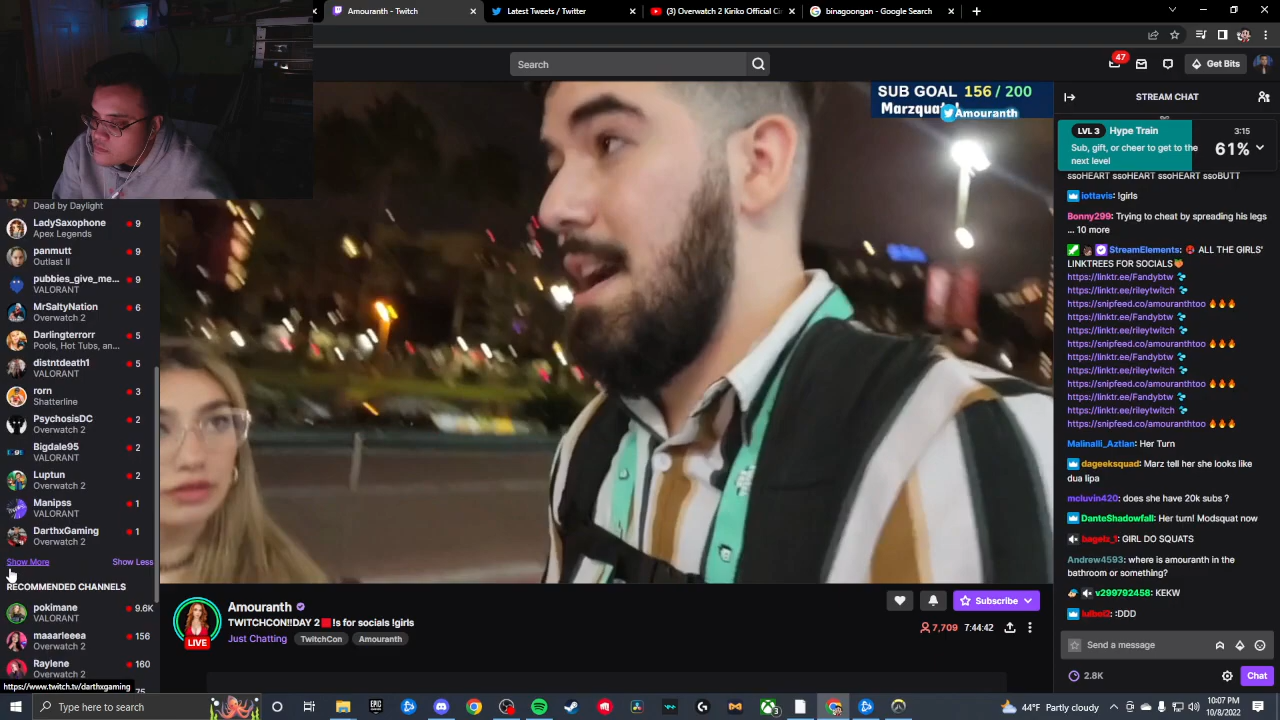 Amouranth - Twitch
Latest Tweets / Twitter
(3) Overwatch 2 Kiriko Official Ci
binagoongan - Google Search
Search
47
Get Bits
SUB GOAL 156 / 200
Amouranth
STREAM CHAT
LVL 3
Hype Train
3:15
Sub, gift, or cheer to get to the
next level
61%
ssoHEART ssoHEART ssoHEART ssoBUTT
iottavis: !girls
Bonny299: Trying to cheat by spreading his legs
... 10 more
StreamElements: ALL THE GIRLS'
LINKTREES FOR SOCIALS
https://linktr.ee/Fandybtw
https://linktr.ee/rileytwitch
https://snipfeed.co/amouranthtoo
https://linktr.ee/Fandybtw
https://linktr.ee/rileytwitch
https://snipfeed.co/amouranthtoo
https://linktr.ee/Fandybtw
https://linktr.ee/rileytwitch
https://snipfeed.co/amouranthtoo
https://linktr.ee/Fandybtw
https://linktr.ee/rileytwitch
https://snipfeed.co/amouranthtoo
Malinalli_Aztlan: Her Turn
dageeksquad: Marz tell her she looks like
dua lipa
mcluvin420: does she have 20k subs ?
DanteShadowfall: Her turn! Modsquat now
bagelz_1: GIRL DO SQUATS
Andrew4593: where is amouranth in the
bathroom or something?
v299792458: KEKW
:DDD
Send a message
2.8K
Chat
Dead by Daylight
LadySaxophone 9
Apex Legends
panmutt 9
Outlast II
pubbies_give_me... 9
VALORANT
MrSaltyNation 6
Overwatch 2
Darlingterrorr 5
Pools, Hot Tubs, an...
distntdeath1 5
VALORANT
rorn 3
Shatterline
PsychosisDC 2
Overwatch 2
Bigdale95 2
VALORANT
Luptun 2
Overwatch 2
Manipss 1
VALORANT
DarthxGaming 1
Overwatch 2
Show More
Show Less
RECOMMENDED CHANNELS
pokimane 9.6K
VALORANT
maaarleeea 156
Overwatch 2
Raylene 160
Overwatch 2
https://www.twitch.tv/darthxgaming
Amouranth
TWITCHCON!!DAY 2 !s for socials !girls
LIVE
Just Chatting
TwitchCon
Amouranth
Subscribe
7,709
7:44:42
Type here to search
44°F Partly cloudy
10:07 PM
10/8/2022